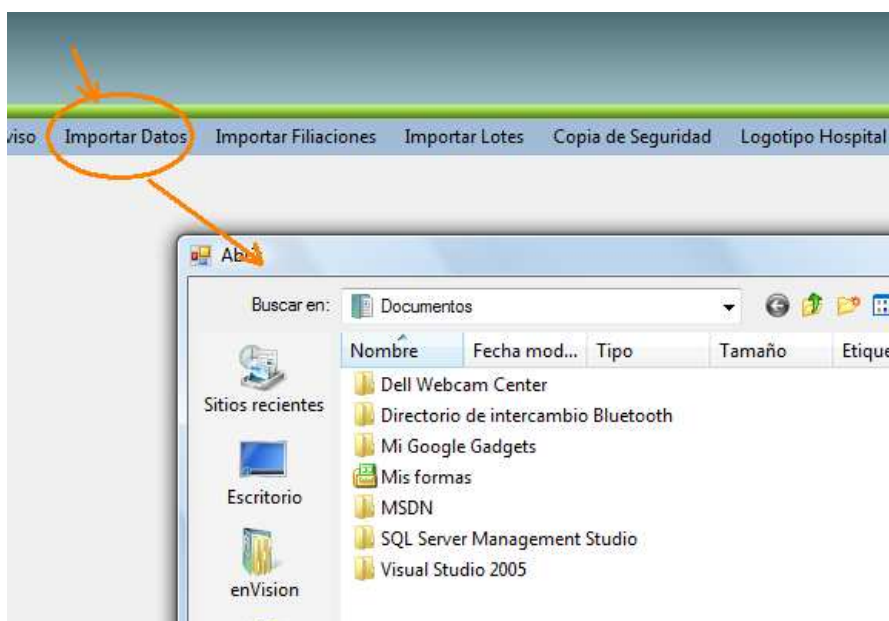 viso Importar Datos Importar Filiaciones Importar Lotes Copia de Seguridad Logotipo Hospital
Buscar en: Documentos
Nombre Fecha mod... Tipo Tamaño Etique
Sitios recientes
Escritorio
enVision
Dell Webcam Center
Directorio de intercambio Bluetooth
Mi Google Gadgets
Mis formas
MSDN
SQL Server Management Studio
Visual Studio 2005